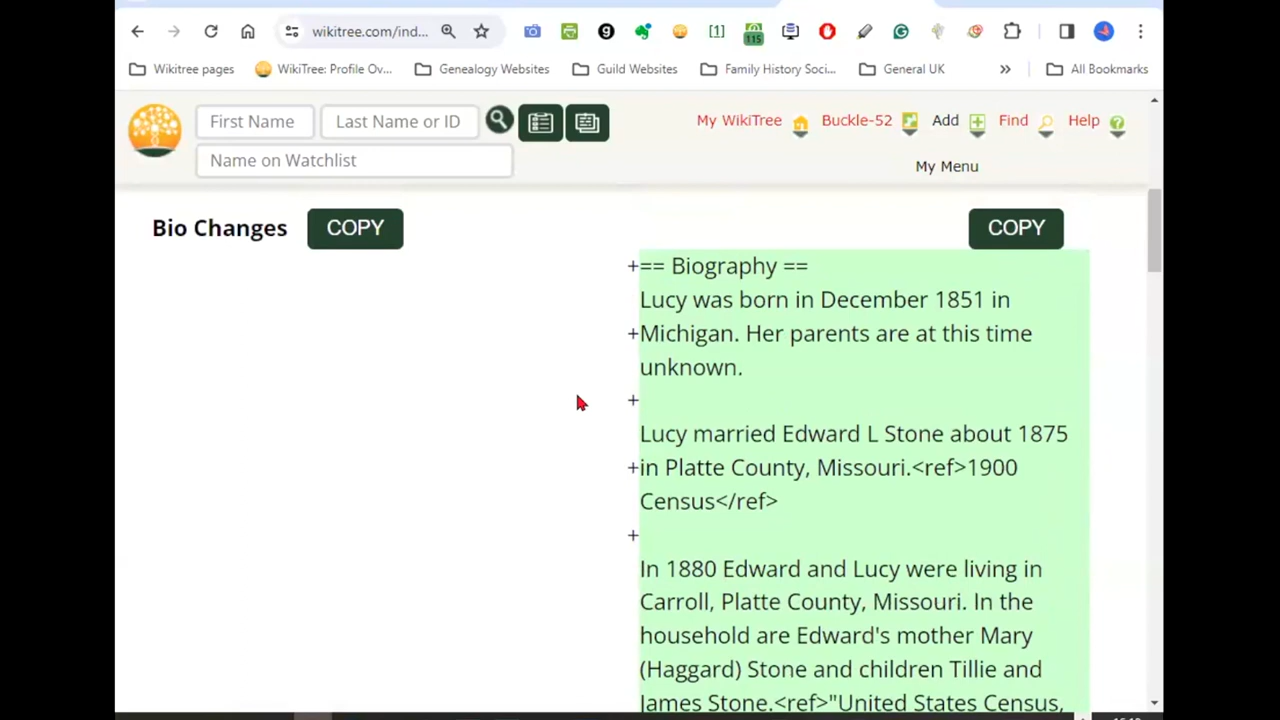 wikitree.com/ind...
[1]
115
Wikitree pages
WikiTree: Profile Ov...
Genealogy Websites
Guild Websites
Family History Soci...
General UK
»
All Bookmarks
First Name
Last Name or ID
My WikiTree
Buckle-52
Add
Find
Help
Name on Watchlist
My Menu
Bio Changes
COPY
COPY
+== Biography ==
Lucy was born in December 1851 in
+Michigan. Her parents are at this time
unknown.
+
Lucy married Edward L Stone about 1875
+in Platte County, Missouri.<ref>1900
Census</ref>
+
In 1880 Edward and Lucy were living in
Carroll, Platte County, Missouri. In the
household are Edward's mother Mary
(Haggard) Stone and children Tillie and
James Stone.<ref>"United States Census,